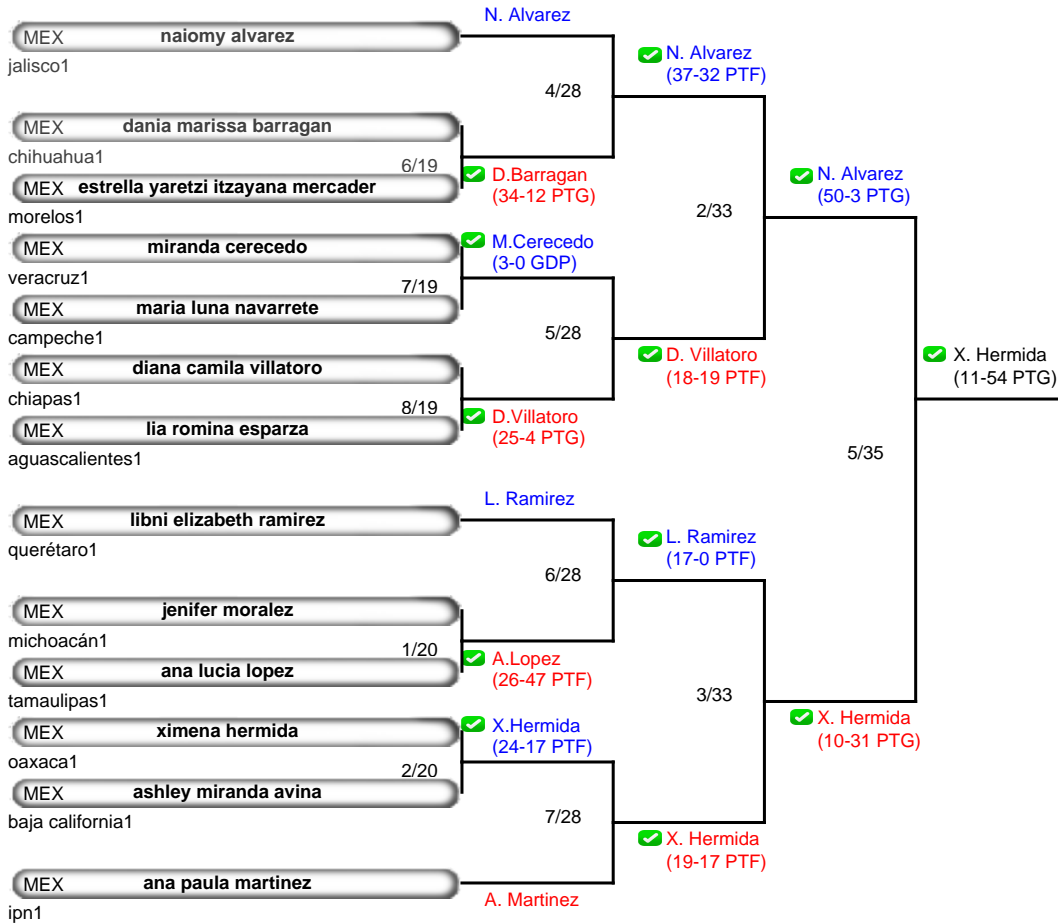 N. Alvarez
MEX naiomy alvarez
jalisco1
N. Alvarez
(37-32 PTF)
4/28
MEX dania marissa barragan
chihuahua1
6/19
D.Barragan
(34-12 PTG)
MEX estrella yaretzi itzayana mercader
morelos1
N. Alvarez
(50-3 PTG)
2/33
MEX miranda cerecedo
veracruz1
M.Cerecedo
(3-0 GDP)
7/19
MEX maria luna navarrete
campeche1
5/28
D. Villatoro
(18-19 PTF)
MEX diana camila villatoro
chiapas1
8/19
D.Villatoro
(25-4 PTG)
MEX lia romina esparza
aguascalientes1
X. Hermida
(11-54 PTG)
5/35
L. Ramirez
MEX libni elizabeth ramirez
querétaro1
L. Ramirez
(17-0 PTF)
6/28
MEX jenifer moralez
michoacán1
1/20
A.Lopez
(26-47 PTF)
MEX ana lucia lopez
tamaulipas1
3/33
X. Hermida
(10-31 PTG)
MEX ximena hermida
oaxaca1
X.Hermida
(24-17 PTF)
2/20
MEX ashley miranda avina
baja california1
7/28
X. Hermida
(19-17 PTF)
MEX ana paula martinez
ipn1
A. Martinez